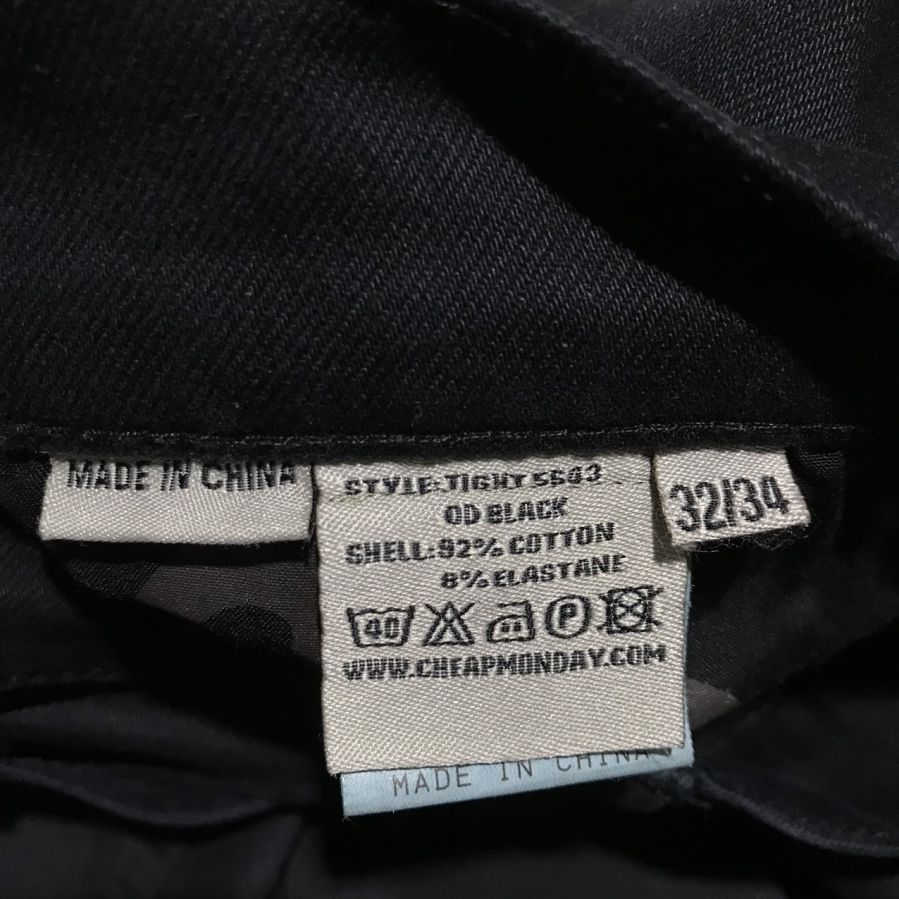 MADE IN CHINA
STYLE:TIGHT 5643
OD BLACK
SHELL:92% COTTON
8% ELASTANE
40 P
WWW.CHEAPMONDAY.COM
32/34
MADE IN CHINA